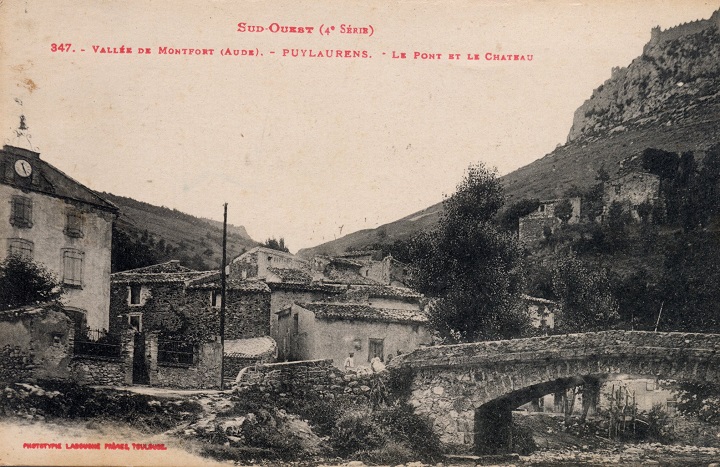 SUD-OUEST (4e Série)
347. - VALLÉE DE MONTFORT (AUDE). - PUYLAURENS. - LE PONT ET LE CHATEAU
PHOTOTYPIE LABOUCHE FRÈRES, TOULOUSE.